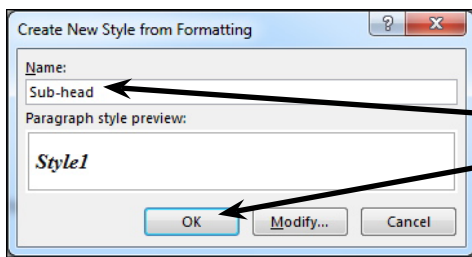 Create New Style from Formatting
Name:
Sub-head
Paragraph style preview:
Style1
OK Modify... Cancel